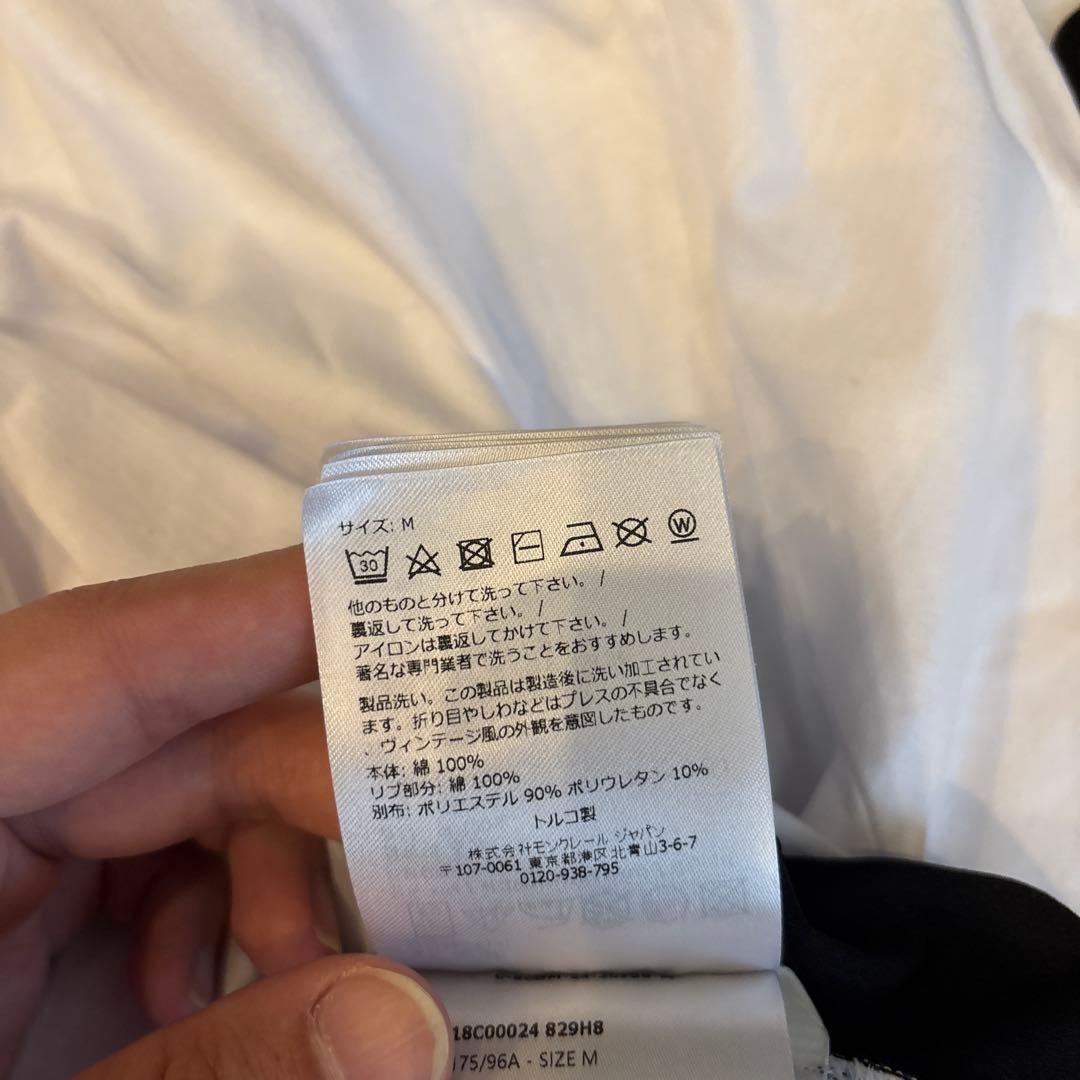 サイズ: M
30 W
他のものと分けて洗って下さい。 /
裏返して洗って下さい。 /
アイロンは裏返してかけて下さい。 /
著名な専門業者で洗うことをおすすめします。
製品洗い。この製品は製造後に洗い加工されてい
ます。折り目やしわなどはプレスの不具合でなく
、ヴィンテージ風の外観を意図したものです。
本体: 綿 100%
リブ部分: 綿 100%
別布: ポリエステル 90% ポリウレタン 10%
トルコ製
株式会社モンクレール ジャパン
〒107-0061 東京都港区北青山3-6-7
0120-938-795
18C00024 829H8
175/96A - SIZE M